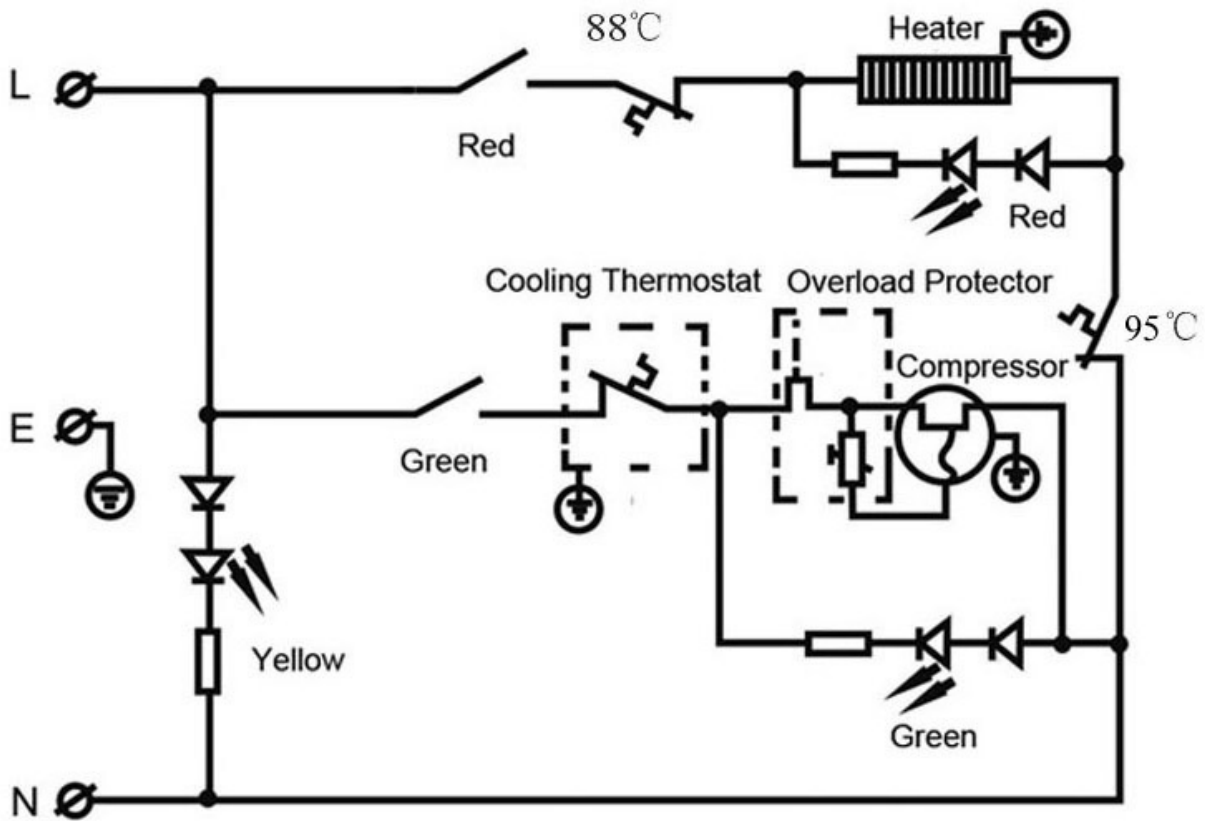 88℃
Heater
L
Red
Red
Cooling Thermostat
Overload Protector
95℃
Compressor
E
Green
Yellow
Green
N